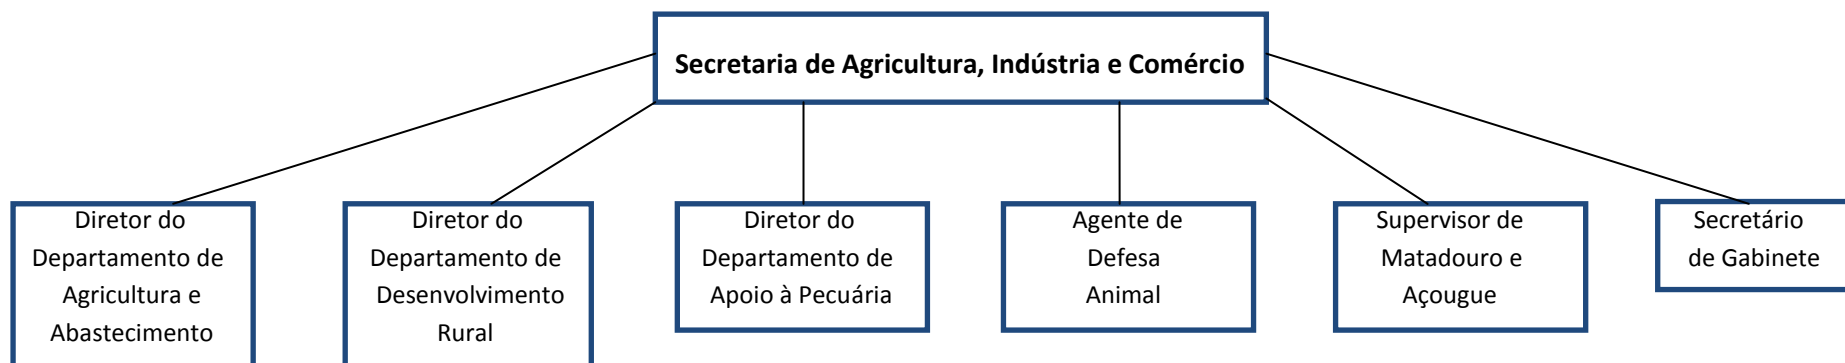 Secretaria de Agricultura, Indústria e Comércio
Diretor do
Departamento de
Agricultura e
Abastecimento
Diretor do
Departamento de
Desenvolvimento
Rural
Diretor do
Departamento de
Apoio à Pecuária
Agente de
Defesa
Animal
Supervisor de
Matadouro e
Açougue
Secretário
de Gabinete